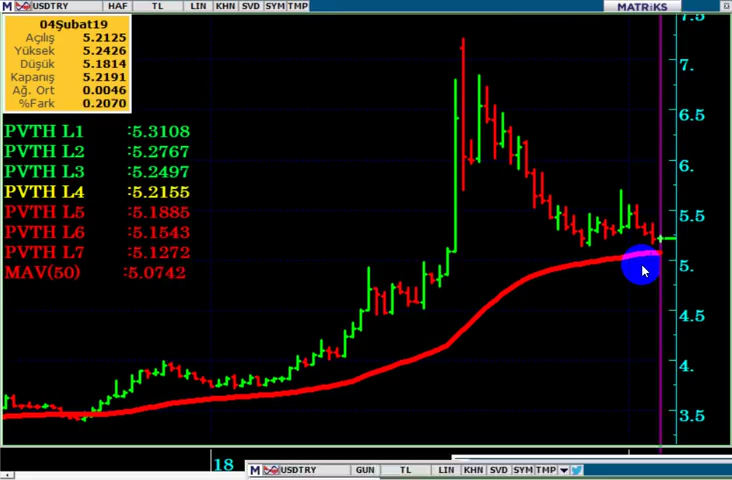 M USDTRY HAF TL LIN KHN SVD SYM TMP MATRiKS
04Şubat19
Açılış 5.2125
Yüksek 5.2426
Düşük 5.1814
Kapanış 5.2191
Ağ. Ort 0.0046
%Fark 0.2070
PVTH L1 :5.3108
PVTH L2 :5.2767
PVTH L3 :5.2497
PVTH L4 :5.2155
PVTH L5 :5.1885
PVTH L6 :5.1543
PVTH L7 :5.1272
MAV(50) :5.0742
7.5
7.
6.5
6.
5.5
5.
4.5
4.
3.5
18
M USDTRY GUN TL LIN KHN SVD SYM TMP